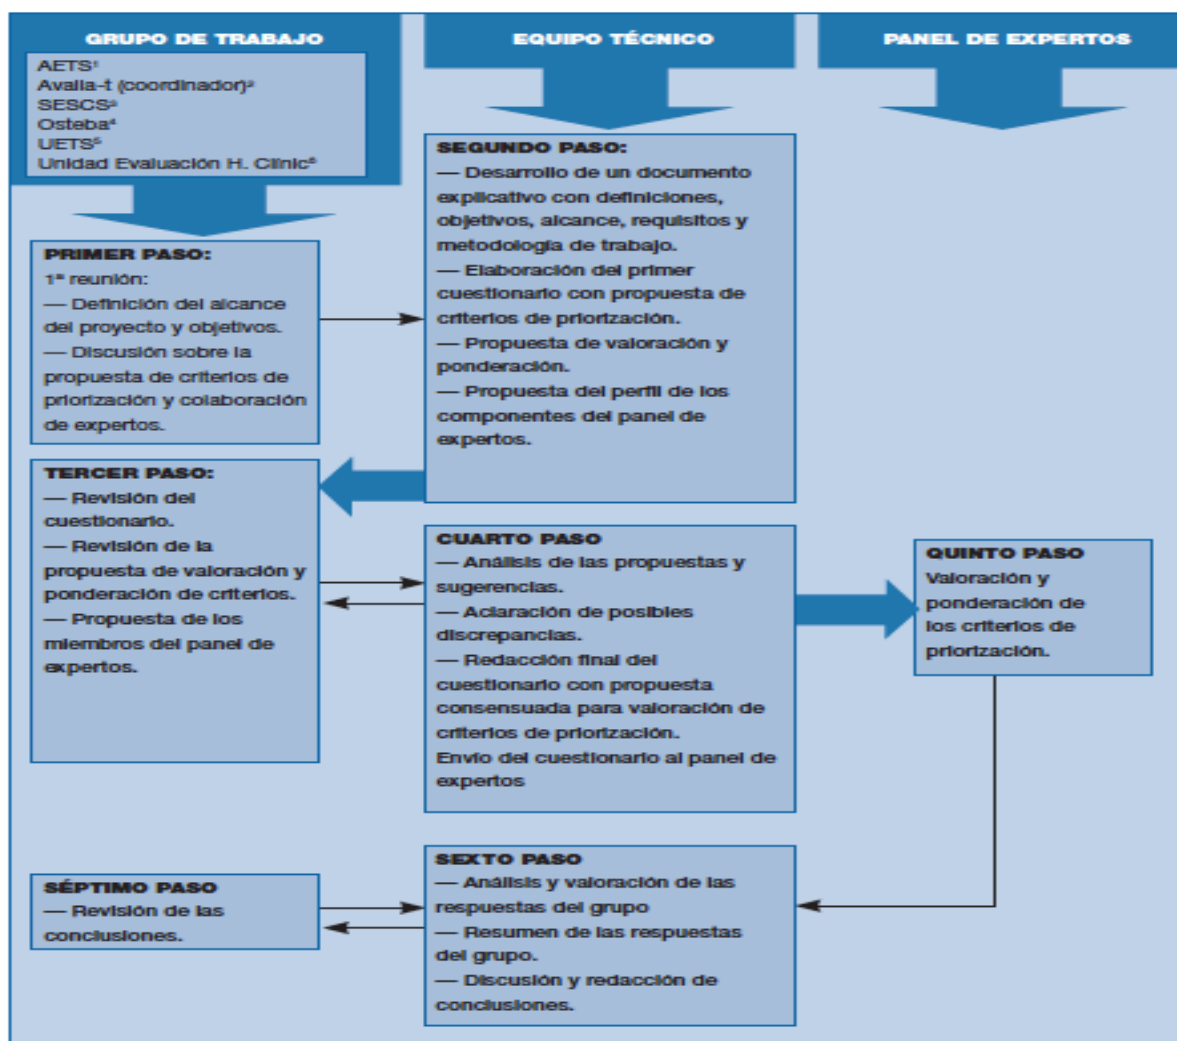 GRUPO DE TRABAJO
AETS¹
Avalia-t (coordinador)²
SESCS³
Osteba⁴
UETS⁵
Unidad Evaluación H. Clínic⁶
EQUIPO TÉCNICO
PANEL DE EXPERTOS
PRIMER PASO:
1ª reunión:
— Definición del alcance
del proyecto y objetivos.
— Discusión sobre la
propuesta de criterios de
priorización y colaboración
de expertos.
SEGUNDO PASO:
— Desarrollo de un documento
explicativo con definiciones,
objetivos, alcance, requisitos y
metodología de trabajo.
— Elaboración del primer
cuestionario con propuesta de
criterios de priorización.
— Propuesta de valoración y
ponderación.
— Propuesta del perfil de los
componentes del panel de
expertos.
TERCER PASO:
— Revisión del
cuestionario.
— Revisión de la
propuesta de valoración y
ponderación de criterios.
— Propuesta de los
miembros del panel de
expertos.
CUARTO PASO
— Análisis de las propuestas y
sugerencias.
— Aclaración de posibles
discrepancias.
— Redacción final del
cuestionario con propuesta
consensuada para valoración de
criterios de priorización.
Envío del cuestionario al panel de
expertos
QUINTO PASO
Valoración y
ponderación de
los criterios de
priorización.
SEXTO PASO
— Análisis y valoración de las
respuestas del grupo
— Resumen de las respuestas
del grupo.
— Discusión y redacción de
conclusiones.
SÉPTIMO PASO
— Revisión de las
conclusiones.